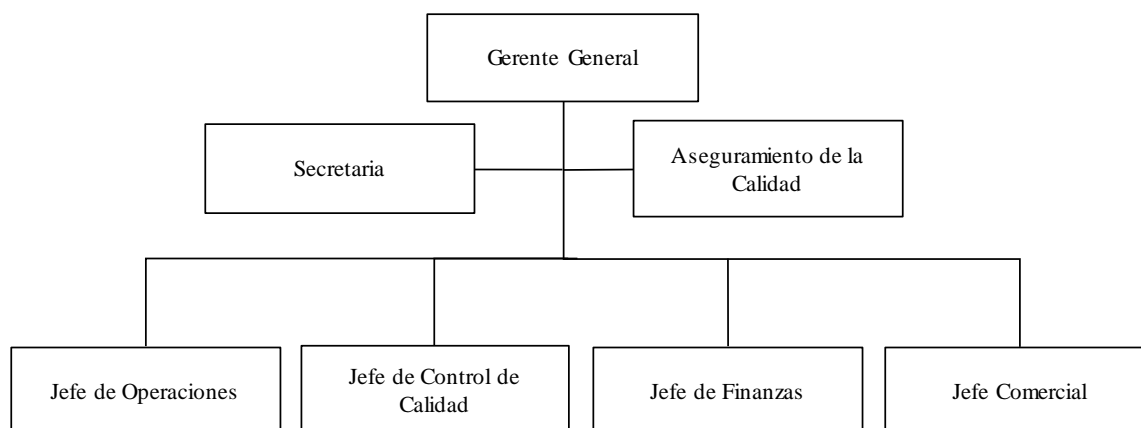 Gerente General
Secretaria
Aseguramiento de la
Calidad
Jefe de Operaciones
Jefe de Control de
Calidad
Jefe de Finanzas
Jefe Comercial